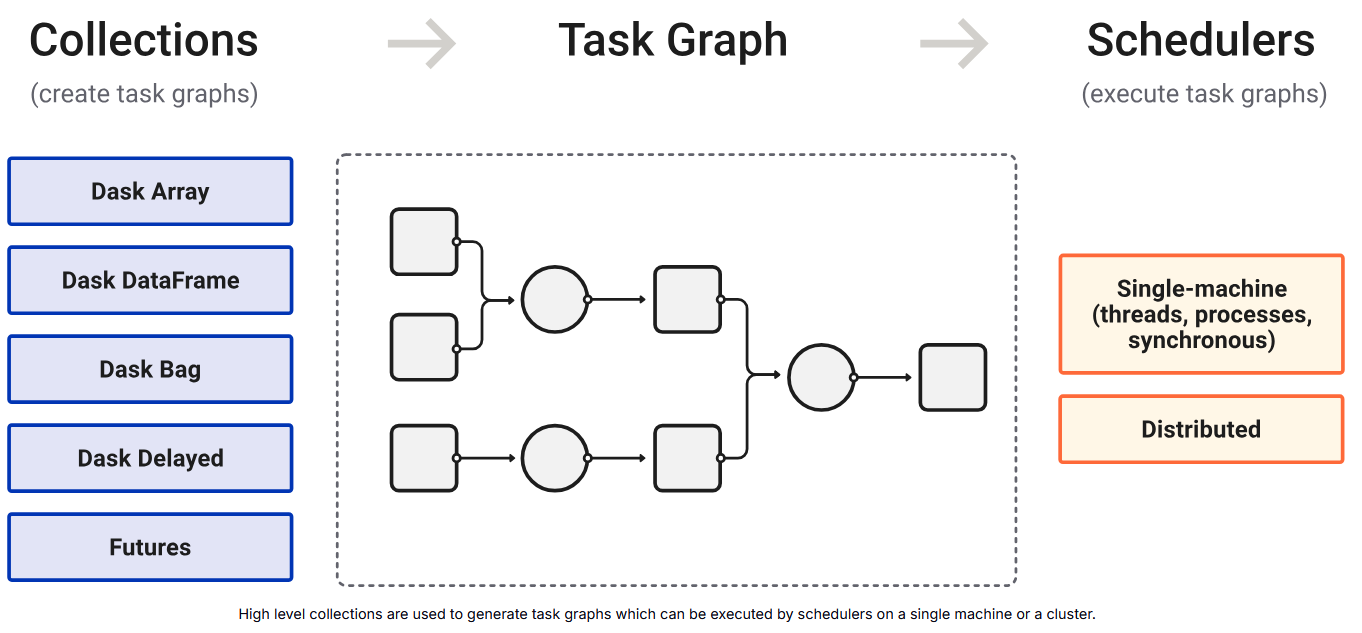 Collections
(create task graphs)
Task Graph
Schedulers
(execute task graphs)
Dask Array
Dask DataFrame
Dask Bag
Dask Delayed
Futures
Single-machine
(threads, processes,
synchronous)
Distributed
High level collections are used to generate task graphs which can be executed by schedulers on a single machine or a cluster.